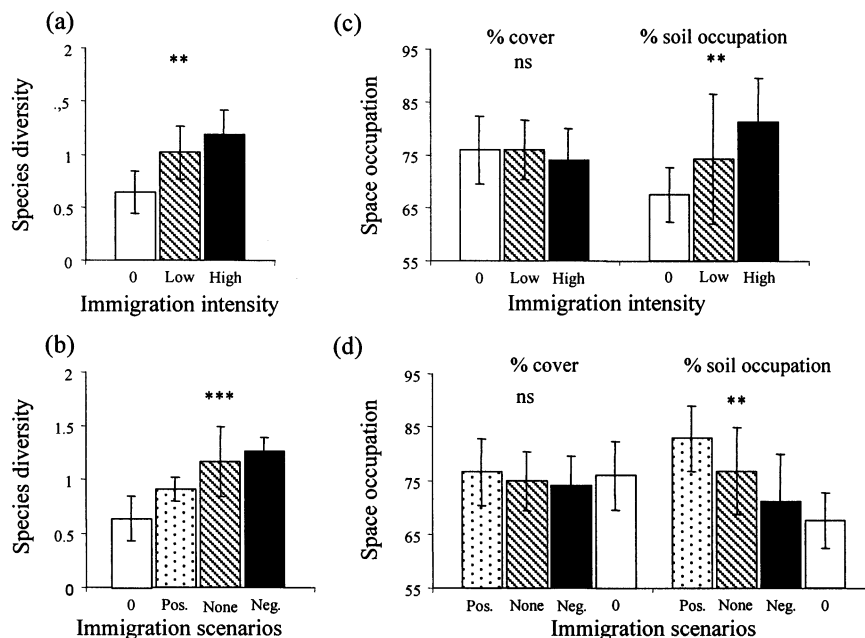 (a)
2
,,5
1
0.5
0
Species diversity
**
0 Low High
Immigration intensity
(c)
95
85
75
65
55
Space occupation
% cover % soil occupation
ns **
0 Low High 0 Low High
Immigration intensity
(b)
2
1.5
1
0.5
0
Species diversity
***
0 Pos. None Neg.
Immigration scenarios
(d)
95
85
75
65
55
Space occupation
% cover % soil occupation
ns **
Pos. None Neg. 0 Pos. None Neg. 0
Immigration scenarios